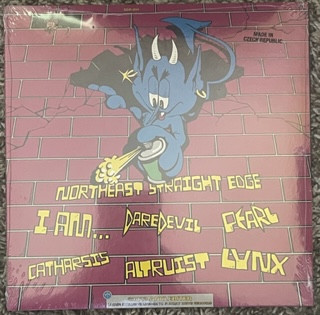 MADE IN
CZECH REPUBLIC
NORTHEAST STRAIGHT EDGE
I AM... DAREDEVIL PEARL
CATHARSIS ALTRUIST LYNX